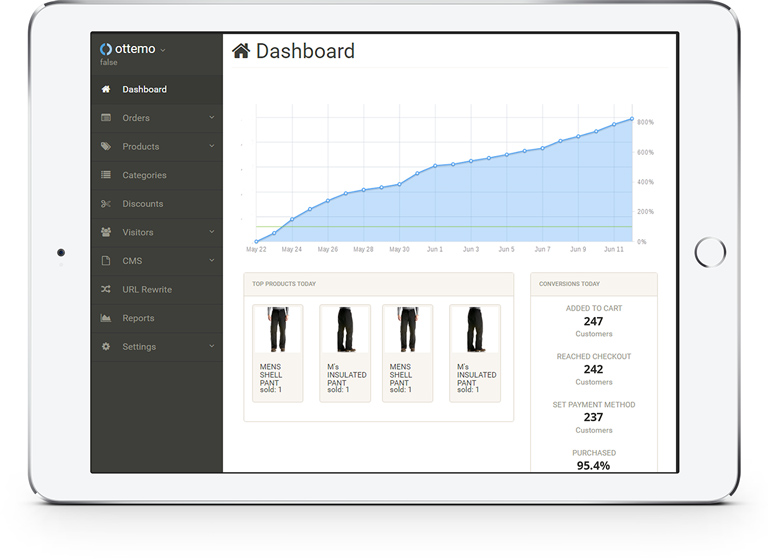 ottemo
false
Dashboard
Orders
Products
Categories
Discounts
Visitors
CMS
URL Rewrite
Reports
Settings
Dashboard
800%
600%
400%
200%
0%
May 22
May 24
May 26
May 28
May 30
Jun 1
Jun 3
Jun 5
Jun 7
Jun 9
Jun 11
TOP PRODUCTS TODAY
MENS
SHELL
PANT
sold: 1
M's
INSULATED
PANT
sold: 1
MENS
SHELL
PANT
sold: 1
M's
INSULATED
PANT
sold: 1
CONVERSIONS TODAY
ADDED TO CART
247
Customers
REACHED CHECKOUT
242
Customers
SET PAYMENT METHOD
237
Customers
PURCHASED
95.4%